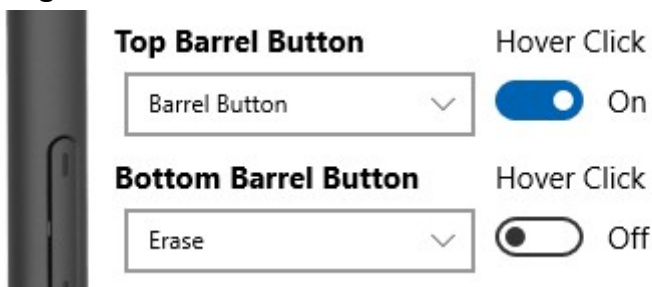 Top Barrel Button Hover Click
Barrel Button On
Bottom Barrel Button Hover Click
Erase Off